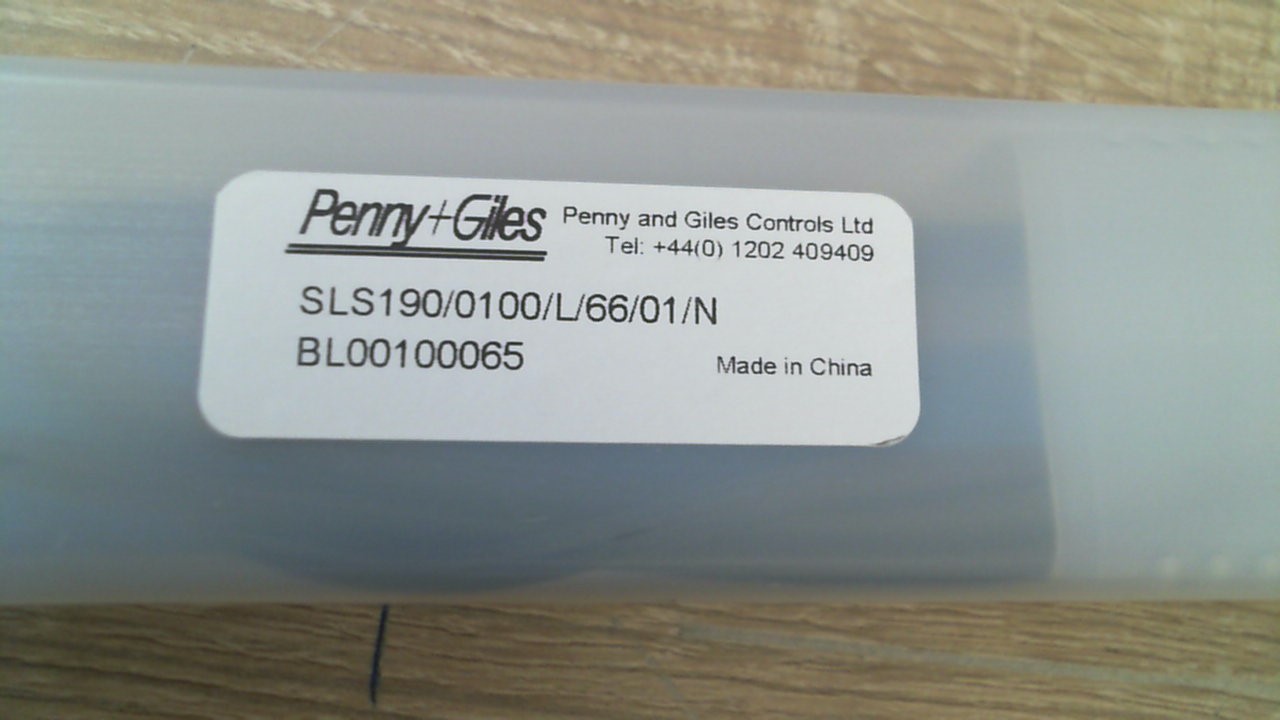 Penny+Giles
Penny and Giles Controls Ltd
Tel: +44(0) 1202 409409
SLS190/0100/L/66/01/N
BL00100065
Made in China